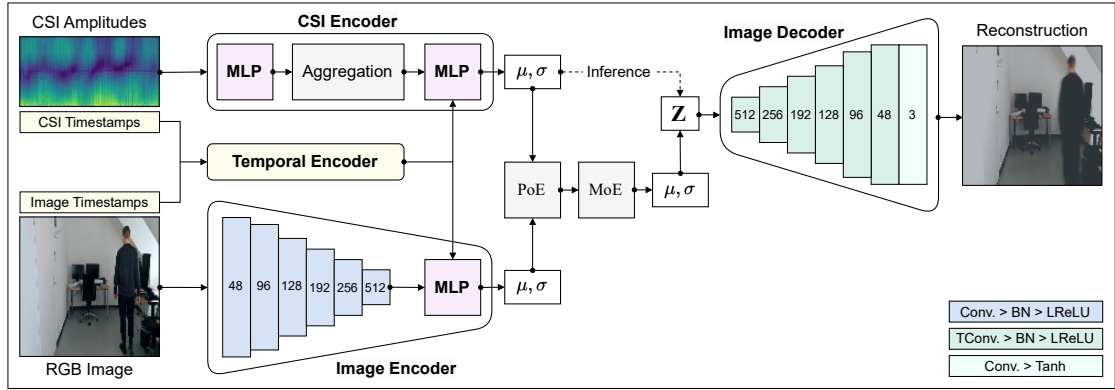 CSI Amplitudes
CSI Encoder
MLP
Aggregation
MLP
μ, σ
Inference
Z
Image Decoder
512
256
192
128
96
48
3
Reconstruction
CSI Timestamps
Temporal Encoder
Image Timestamps
PoE
MoE
μ, σ
48
96
128
192
256
512
MLP
μ, σ
RGB Image
Image Encoder
Conv. > BN > LReLU
TConv. > BN > LReLU
Conv. > Tanh